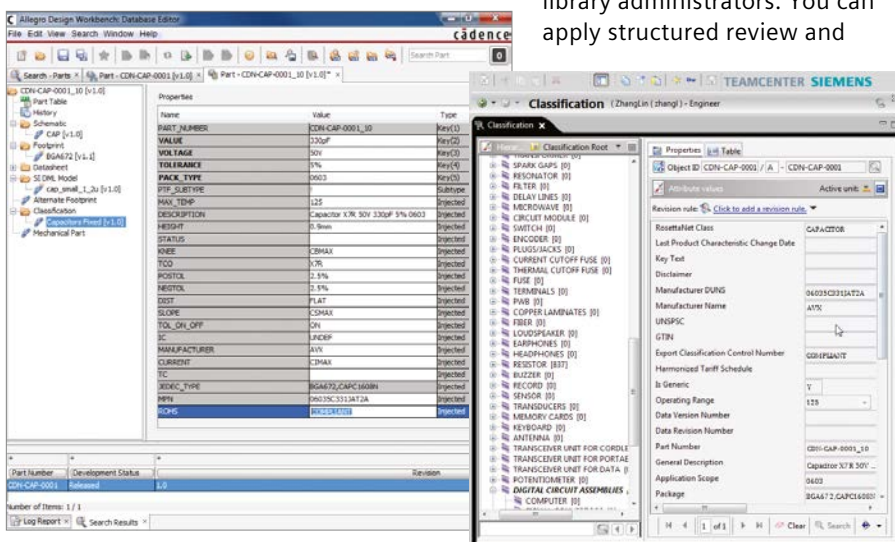 library administrators. You can
apply structured review and
Allegro Design Workbench: Database Editor
File Edit View Search Window Help
cādence
Search Part
0
Search - Parts
Part - CDN-CAP-0001 [v1.0]
Part - CDN-CAP-0001_10 [v1.0]*
CDN-CAP-0001_10 [v1.0]
Part Table
History
Schematic
CAP [v1.0]
Footprint
BGA672 [v1.1]
Datasheet
SI DML Model
cap_small_1_2u [v1.0]
Alternate Footprint
Classification
Capacitors Fixed [v1.0]
Mechanical Part
Properties
Name Value Type
PART_NUMBER CDN-CAP-0001_10 Key(1)
VALUE 330pF Key(2)
VOLTAGE 50V Key(3)
TOLERANCE 5% Key(4)
PACK_TYPE 0603 Key(5)
PTF_SUBTYPE ! Subtype
MAX_TEMP 125 Injected
DESCRIPTION Capacitor X7R 50V 330pF 5% 0603 Injected
HEIGHT 0.9mm Injected
STATUS Injected
KNEE CBMAX Injected
TCO X7R Injected
POSTOL 2.5% Injected
NEGTOL 2.5% Injected
DIST FLAT Injected
SLOPE CSMAX Injected
TOL_ON_OFF ON Injected
IC UNDEF Injected
MANUFACTURER AVX Injected
CURRENT CIMAX Injected
TC Injected
JEDEC_TYPE BGA672,CAPC1608N Injected
MPN 06035C331JAT2A Injected
ROHS COMPLIANT Injected
Part Number Development Status Revision
CDN-CAP-0001 Released 1.0
Number of Items: 1 / 1
Log Report
Search Results
TEAMCENTER SIEMENS
Classification (ZhangLin (zhangl) - Engineer
Classification
Hierar...
Classification Root
SPARK GAPS [0]
RESONATOR [0]
FILTER [0]
DELAY LINES [0]
MICROWAVE [0]
CIRCUIT MODULE [0]
SWITCH [0]
ENCODER [0]
PLUGS/JACKS [0]
CURRENT CUTOFF FUSE [0]
THERMAL CUTOFF FUSE [0]
FUSE [0]
TERMINALS [0]
PWB [0]
COPPER LAMINATES [0]
FIBER [0]
LOUDSPEAKER [0]
EARPHONES [0]
HEADPHONES [0]
RESISTOR [837]
BUZZER [0]
RECORD [0]
SENSOR [0]
TRANSDUCERS [0]
MEMORY CARDS [0]
KEYBOARD [0]
ANTENNA [0]
TRANSCEIVER UNIT FOR CORDLE
TRANSCEIVER UNIT FOR PORTAE
TRANSCEIVER UNIT FOR DATA [
POTENTIOMETER [0]
DIGITAL CIRCUIT ASSEMBLIES
COMPUTER [0]
Properties Table
Object ID CDN-CAP-0001 / A - CDN-CAP-0001
Attribute values Active unit:
Revision rule: Click to add a revision rule.
RosettaNet Class CAPACITOR
Last Product Characteristic Change Date
Key Text
Disclaimer
Manufacturer DUNS 06035C331JAT2A
Manufacturer Name AVX
UNSPSC
GTIN
Export Classification Control Number COMPLIANT
Harmonized Tariff Schedule
Is Generic Y
Operating Range 125
Data Version Number
Data Revision Number
Part Number CDN-CAP-0001_10
General Description Capacitor X7R 50V ...
Application Scope 0603
Package BGA672,CAPC1608N
1 of1 Clear Search